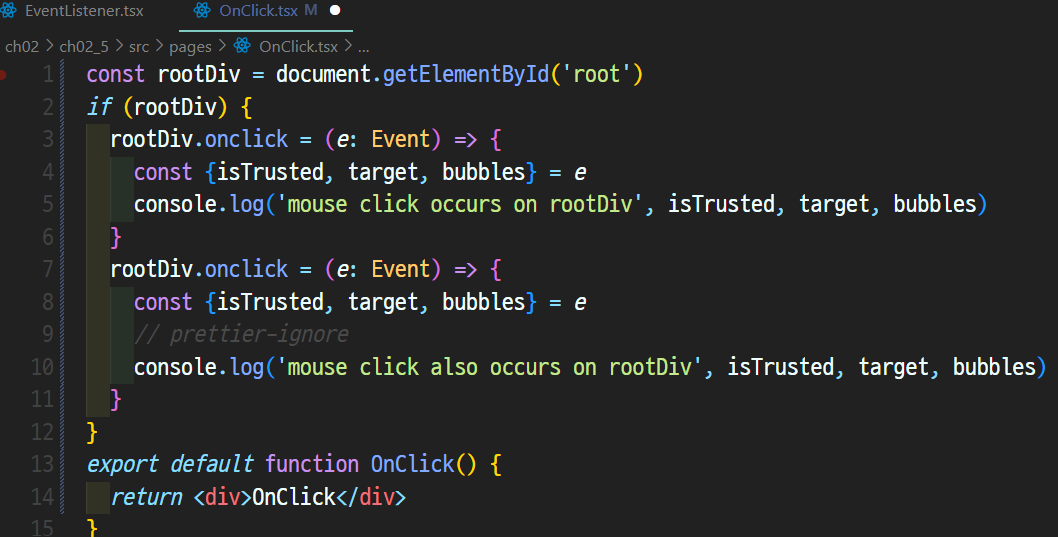 EventListener.tsx OnClick.tsx M
ch02 > ch02_5 > src > pages > OnClick.tsx > ...
1 const rootDiv = document.getElementById('root')
2 if (rootDiv) {
3 rootDiv.onclick = (e: Event) => {
4 const {isTrusted, target, bubbles} = e
5 console.log('mouse click occurs on rootDiv', isTrusted, target, bubbles)
6 }
7 rootDiv.onclick = (e: Event) => {
8 const {isTrusted, target, bubbles} = e
9 // prettier-ignore
10 console.log('mouse click also occurs on rootDiv', isTrusted, target, bubbles)
11 }
12 }
13 export default function OnClick() {
14 return <div>OnClick</div>
15 }